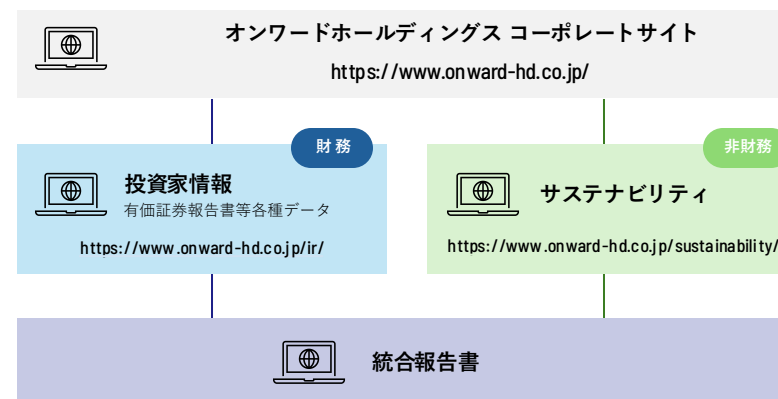 オンワードホールディングス コーポレートサイト
https://www.onward-hd.co.jp/
財務
投資家情報
有価証券報告書等各種データ
https://www.onward-hd.co.jp/ir/
非財務
サステナビリティ
https://www.onward-hd.co.jp/sustainability/
統合報告書